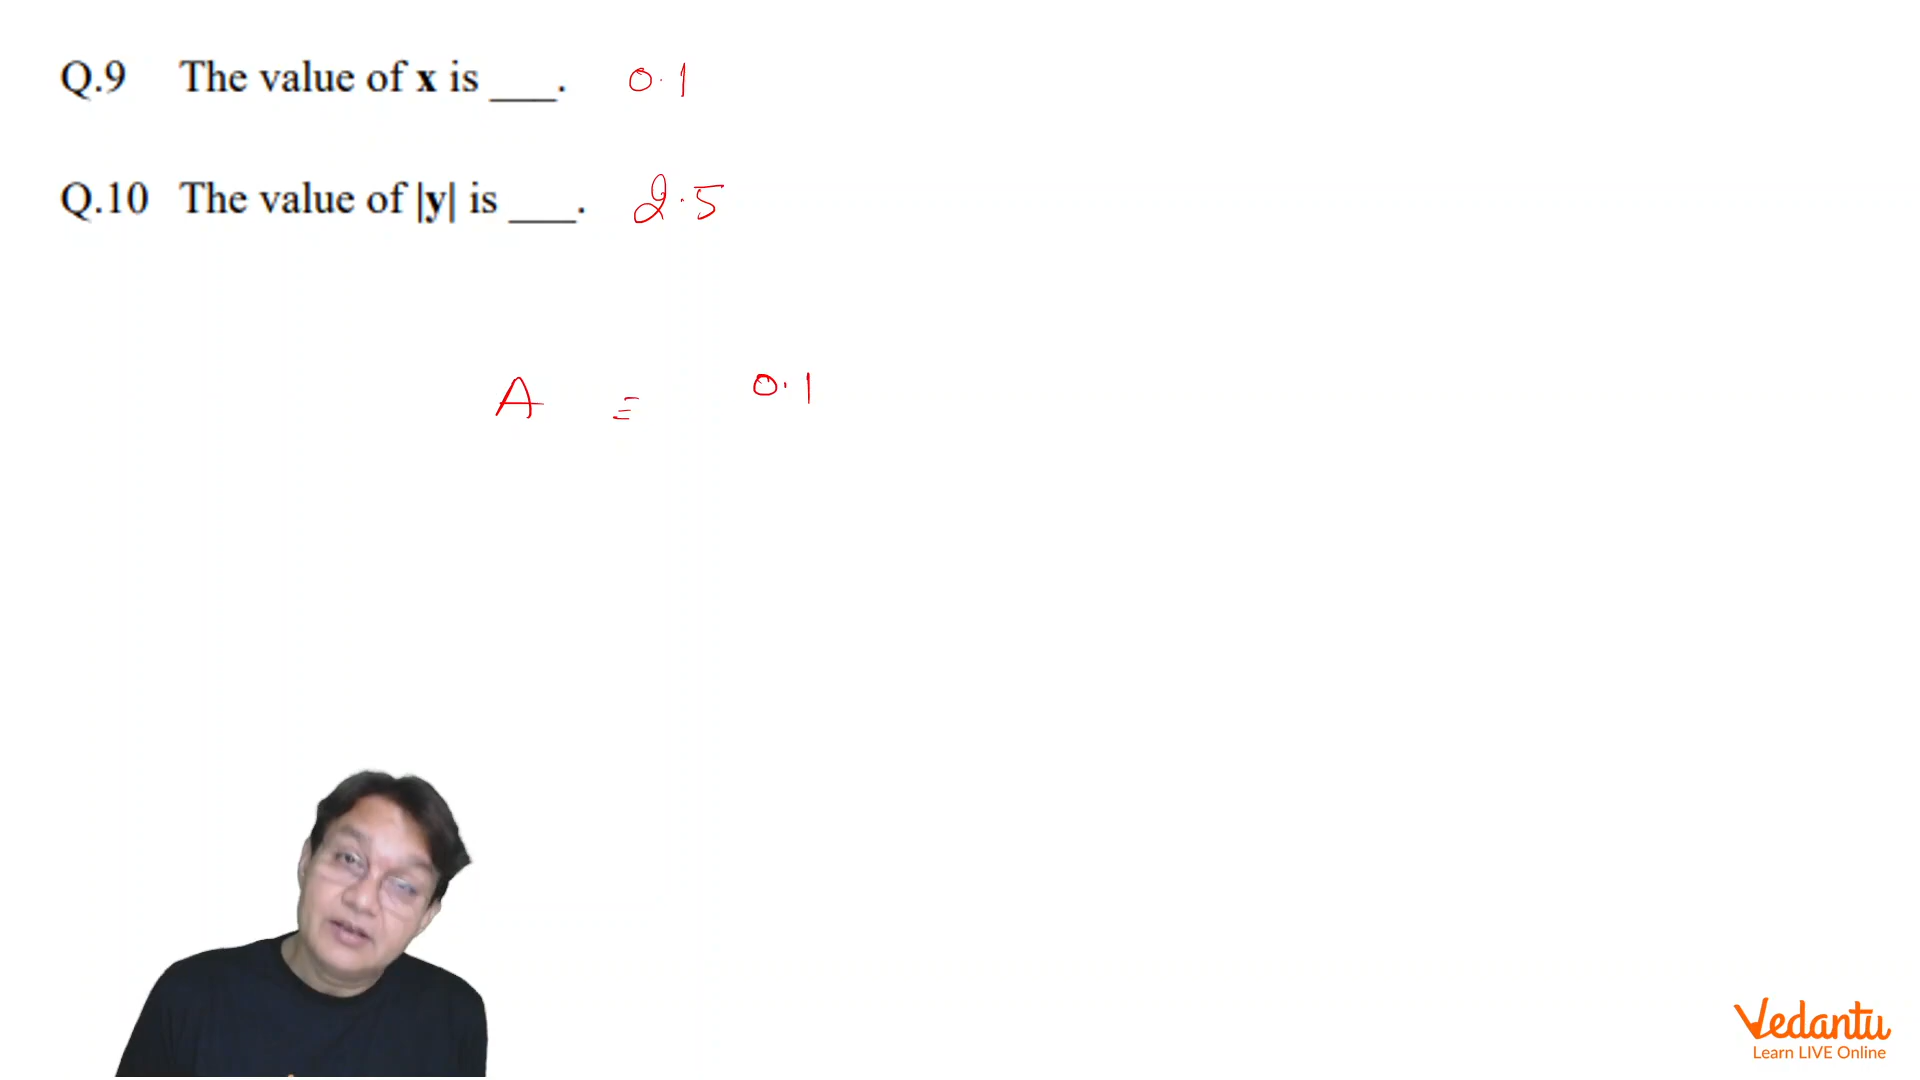 Q.9 The value of x is ___. 0.1
Q.10 The value of |y| is ___. 2.5
A = 0.1
Vedantu
Learn LIVE Online